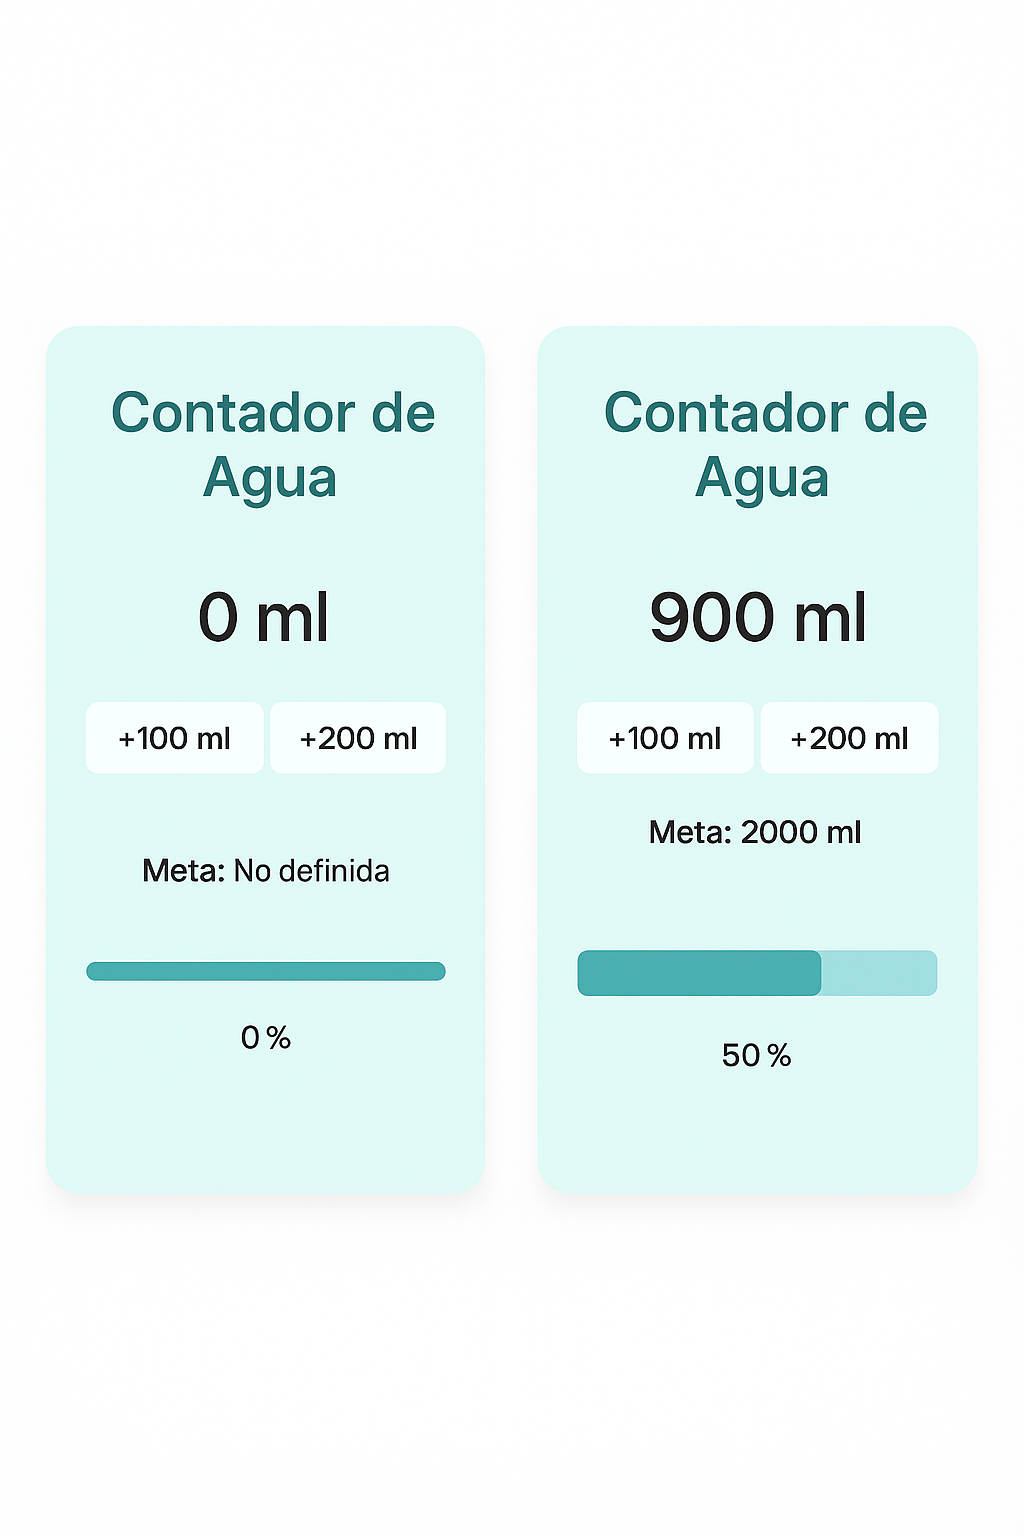 Contador de
Agua
0 ml
+100 ml
+200 ml
Meta: No definida
0 %
Contador de
Agua
900 ml
+100 ml
+200 ml
Meta: 2000 ml
50 %